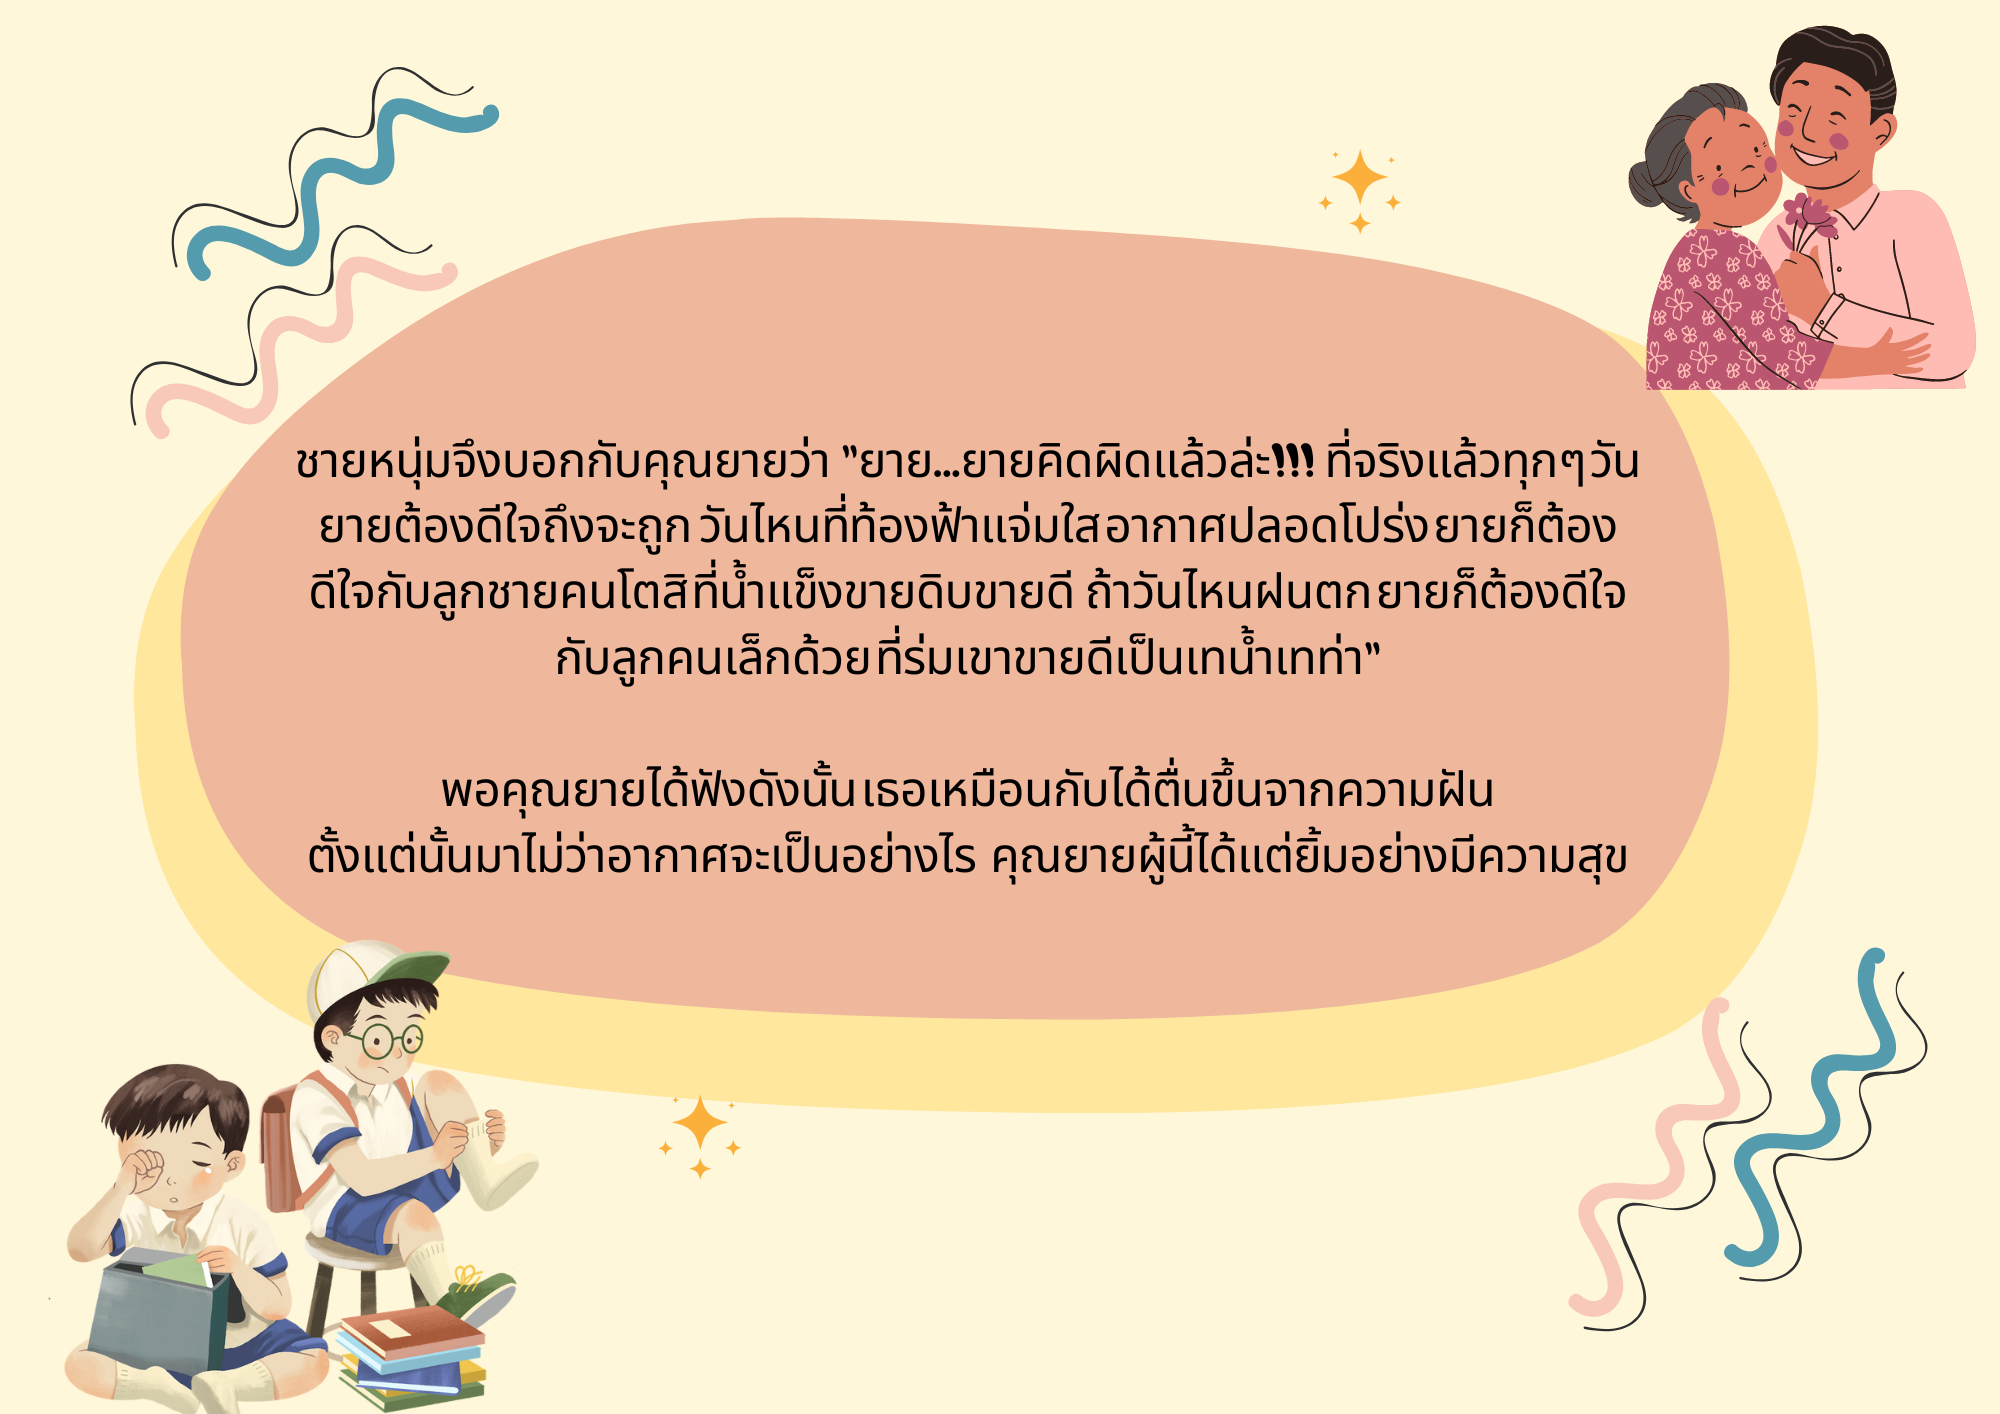 ชายหนุ่มจึงบอกกับคุณยายว่า "ยาย...ยายคิดผิดแล้วล่ะ!!! ที่จริงแล้วทุกๆวัน
ยายต้องดีใจถึงจะถูก วันไหนที่ท้องฟ้าแจ่มใส อากาศปลอดโปร่ง ยายก็ต้อง
ดีใจกับลูกชายคนโตสิ ที่น้ำแข็งขายดิบขายดี ถ้าวันไหนฝนตก ยายก็ต้องดีใจ
กับลูกคนเล็กด้วย ที่ร่มเขาขายดีเป็นเทน้ำเทท่า"
พอคุณยายได้ฟังดังนั้น เธอเหมือนกับได้ตื่นขึ้นจากความฝัน
ตั้งแต่นั้นมาไม่ว่าอากาศจะเป็นอย่างไร คุณยายผู้นี้ได้แต่ยิ้มอย่างมีความสุข